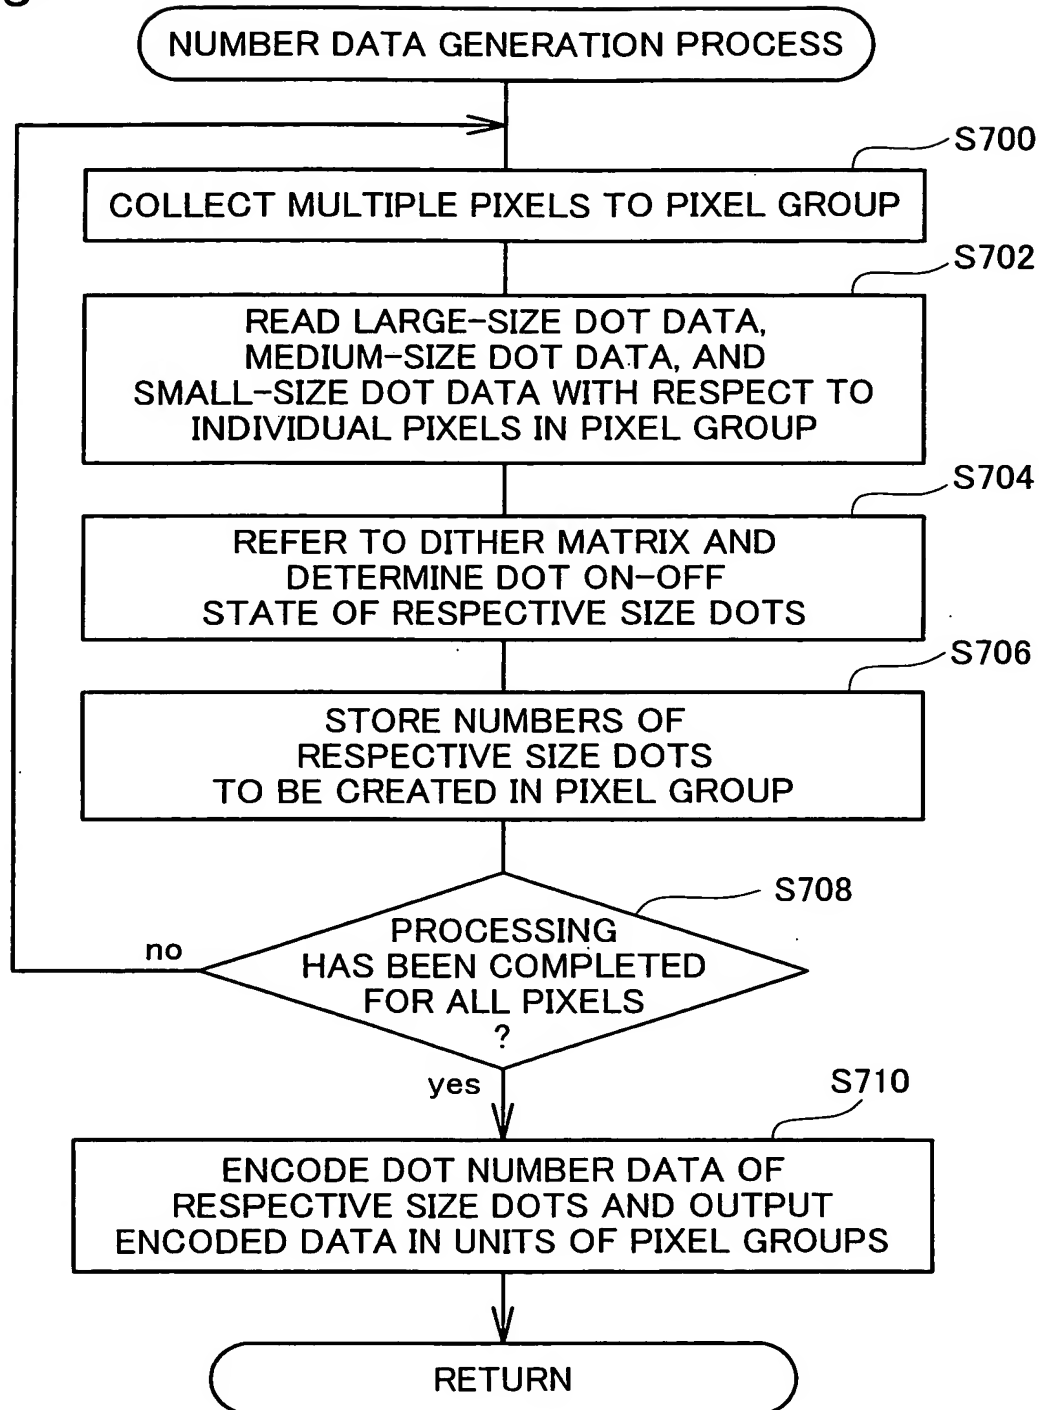 NUMBER DATA GENERATION PROCESS
S700
COLLECT MULTIPLE PIXELS TO PIXEL GROUP
S702
READ LARGE-SIZE DOT DATA,
MEDIUM-SIZE DOT DATA, AND
SMALL-SIZE DOT DATA WITH RESPECT TO
INDIVIDUAL PIXELS IN PIXEL GROUP
S704
REFER TO DITHER MATRIX AND
DETERMINE DOT ON-OFF
STATE OF RESPECTIVE SIZE DOTS
S706
STORE NUMBERS OF
RESPECTIVE SIZE DOTS
TO BE CREATED IN PIXEL GROUP
S708
PROCESSING
HAS BEEN COMPLETED
FOR ALL PIXELS
?
no
yes
S710
ENCODE DOT NUMBER DATA OF
RESPECTIVE SIZE DOTS AND OUTPUT
ENCODED DATA IN UNITS OF PIXEL GROUPS
RETURN